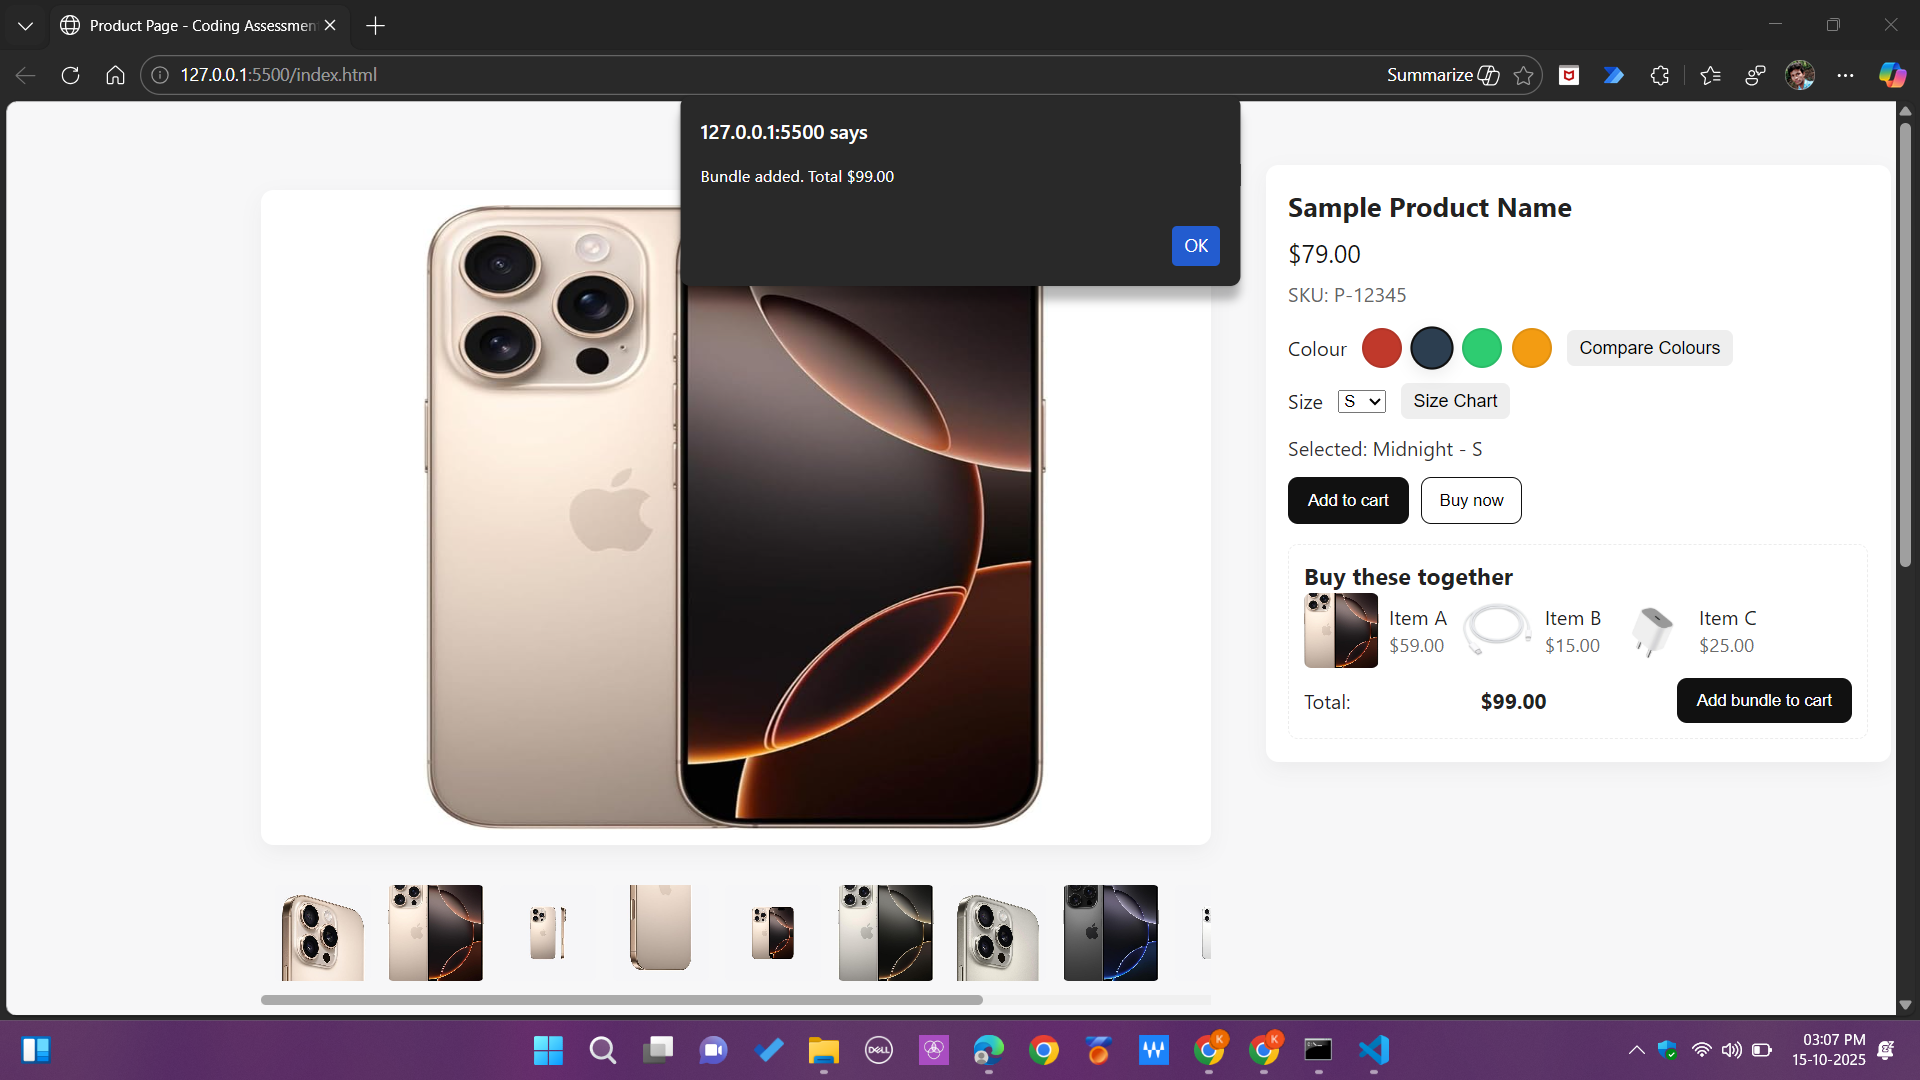 Product Page - Coding Assessmen
127.0.0.1:5500/index.html
Summarize
127.0.0.1:5500 says
Bundle added. Total $99.00
OK
Sample Product Name
$79.00
SKU: P-12345
Colour
Compare Colours
Size S Size Chart
Selected: Midnight - S
Add to cart Buy now
Buy these together
Item A Item B Item C
$59.00 $15.00 $25.00
Total: $99.00 Add bundle to cart
DELL
K
K
03:07 PM
15-10-2025